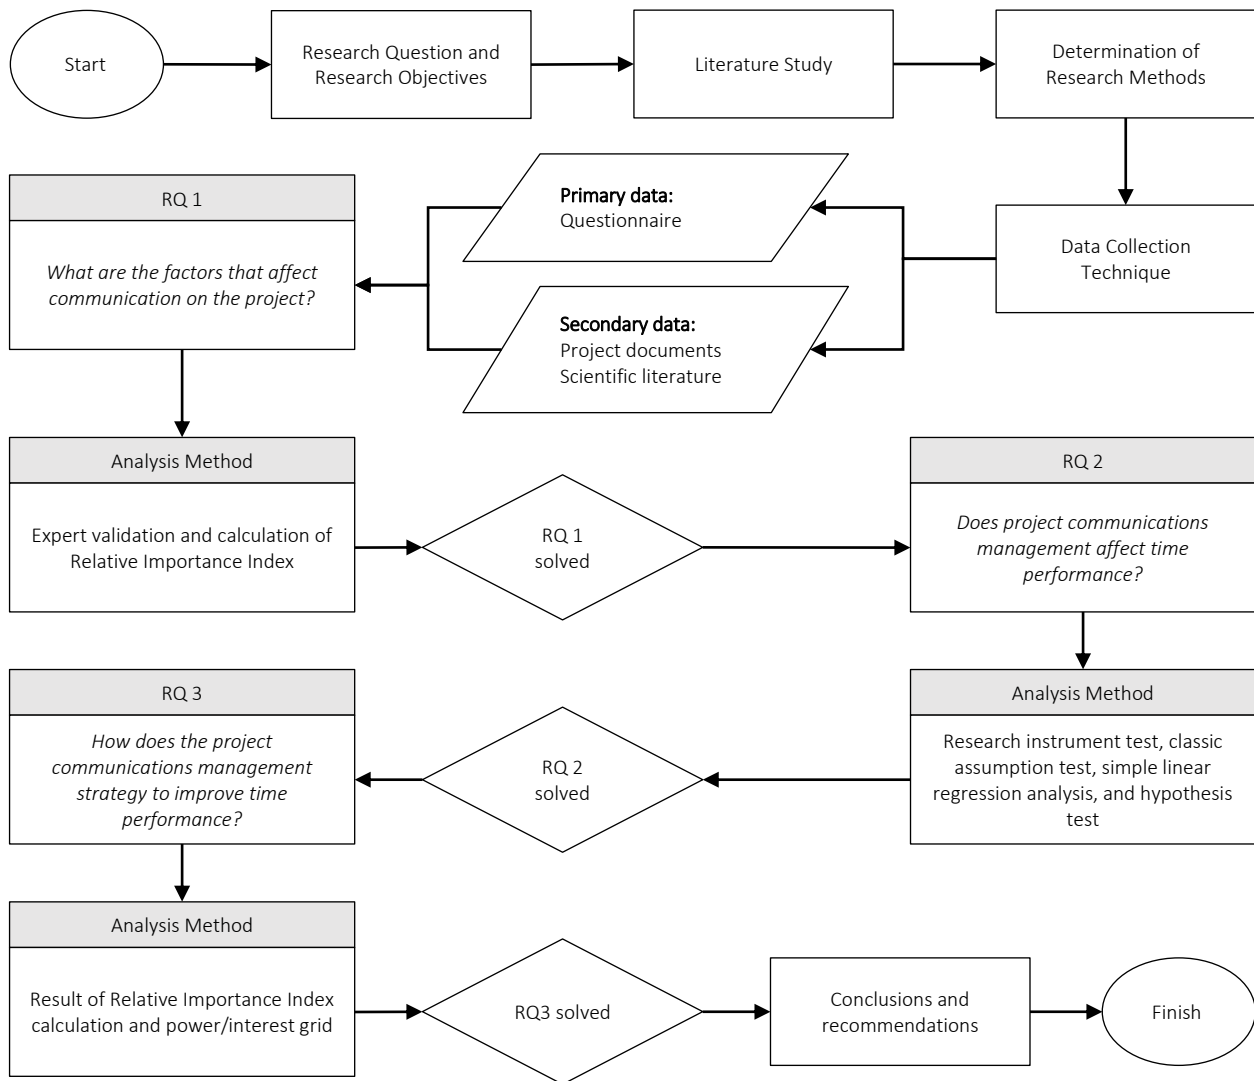 Start
Research Question and
Research Objectives
Literature Study
Determination of
Research Methods
RQ 1
What are the factors that affect
communication on the project?
Primary data:
Questionnaire
Secondary data:
Project documents
Scientific literature
Data Collection
Technique
Analysis Method
Expert validation and calculation of
Relative Importance Index
RQ 1
solved
RQ 2
Does project communications
management affect time
performance?
RQ 3
How does the project
communications management
strategy to improve time
performance?
RQ 2
solved
Analysis Method
Research instrument test, classic
assumption test, simple linear
regression analysis, and hypothesis
test
Analysis Method
Result of Relative Importance Index
calculation and power/interest grid
RQ3 solved
Conclusions and
recommendations
Finish